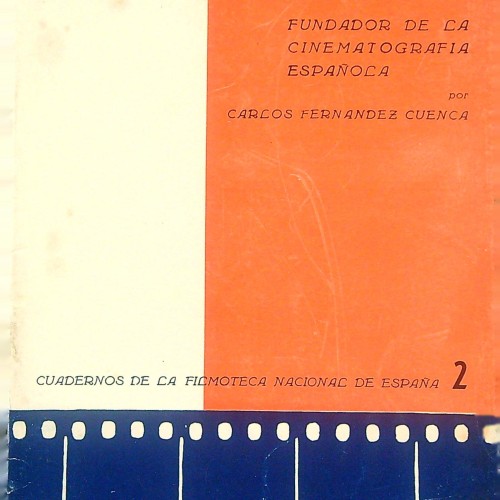 FUNDADOR DE LA
CINEMATOGRAFIA
ESPAÑOLA
por
CARLOS FERNANDEZ CUENCA
CUADERNOS DE LA FILMOTECA NACIONAL DE ESPAÑA 2